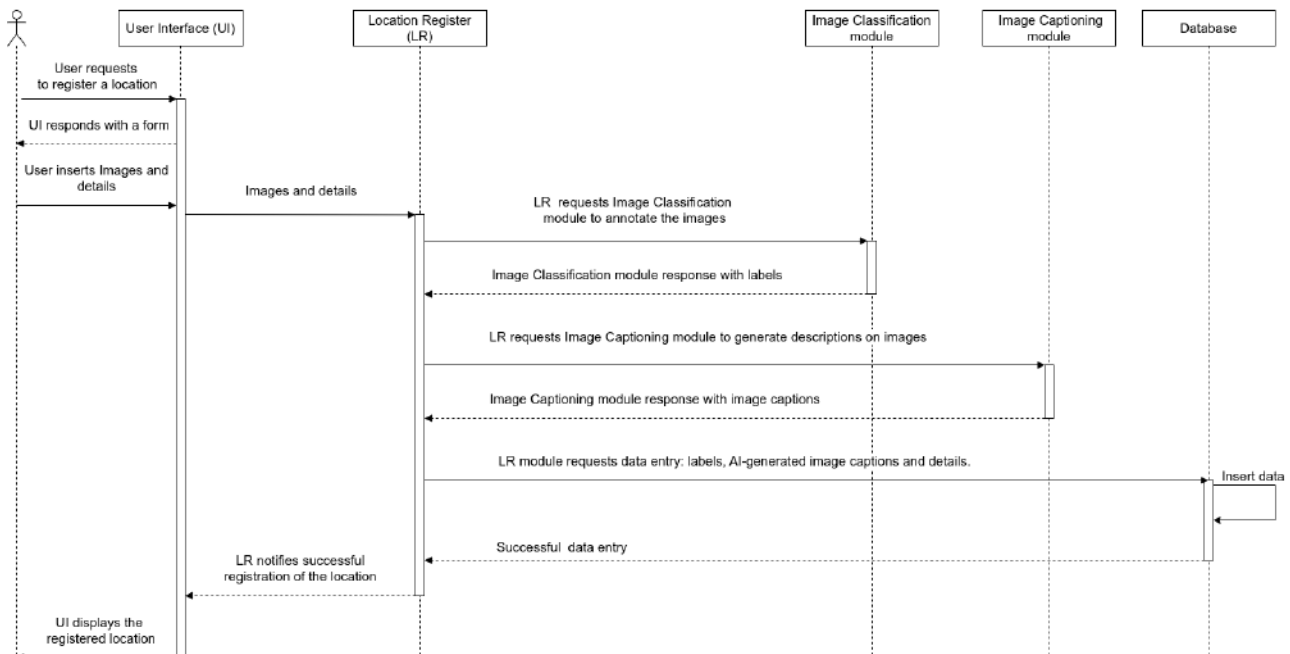 User Interface (UI)
Location Register
(LR)
Image Classification
module
Image Captioning
module
Database
User requests
to register a location
UI responds with a form
User inserts Images and
details
Images and details
LR requests Image Classification
module to annotate the images
Image Classification module response with labels
LR requests Image Captioning module to generate descriptions on images
Image Captioning module response with image captions
LR module requests data entry: labels, AI-generated image captions and details.
Insert data
Successful data entry
LR notifies successful
registration of the location
UI displays the
registered location